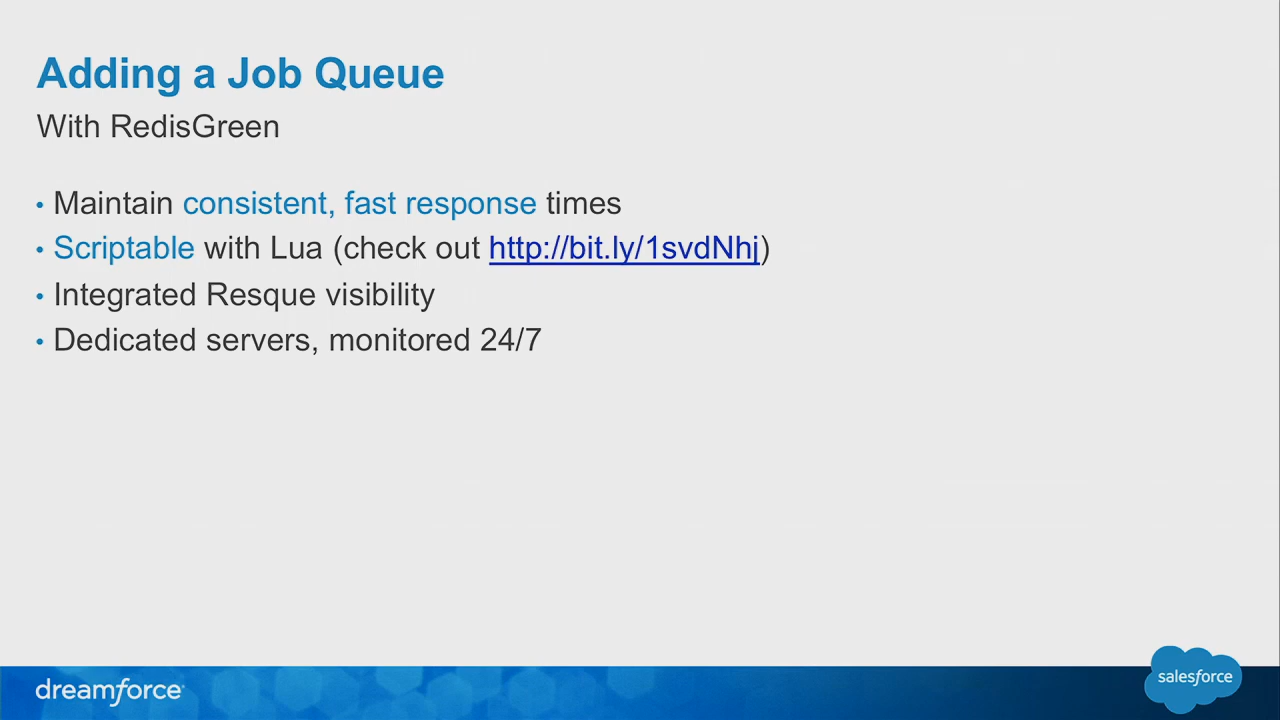 Adding a Job Queue
With RedisGreen
• Maintain consistent, fast response times
• Scriptable with Lua (check out http://bit.ly/1svdNhj)
• Integrated Resque visibility
• Dedicated servers, monitored 24/7
dreamforce
salesforce